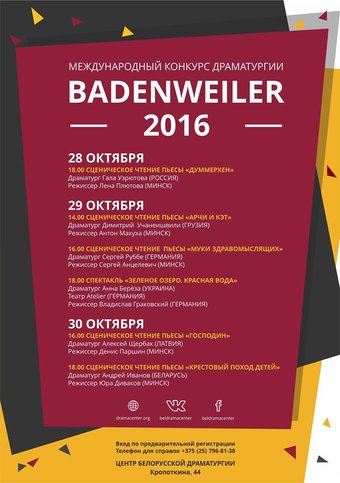 МЕЖДУНАРОДНЫЙ КОНКУРС ДРАМАТУРГИИ
BADENWEILER
2016
28 ОКТЯБРЯ
18.00 СЦЕНИЧЕСКОЕ ЧТЕНИЕ ПЬЕСЫ «ДУММЕРХЕН»
Драматург Гала Узрютова (РОССИЯ)
Режиссер Лена Плютова (МИНСК)
29 ОКТЯБРЯ
14.00 СЦЕНИЧЕСКОЕ ЧТЕНИЕ ПЬЕСЫ «АРЧИ И КЭТ»
Драматург Димитрий Учанеишвили (ГРУЗИЯ)
Режиссер Антон Макуха (МИНСК)
16.00 СЦЕНИЧЕСКОЕ ЧТЕНИЕ ПЬЕСЫ «МУКИ ЗДРАВОМЫСЛЯЩИХ»
Драматург Сергей Руббе (ГЕРМАНИЯ)
Режиссер Сергей Анцелевич (МИНСК)
18.00 СПЕКТАКЛЬ «ЗЕЛЕНОЕ ОЗЕРО. КРАСНАЯ ВОДА»
Драматург Анна Берёза (УКРАИНА)
Театр Atelier (ГЕРМАНИЯ)
Режиссер Владислав Граковский (ГЕРМАНИЯ)
30 ОКТЯБРЯ
16.00 СЦЕНИЧЕСКОЕ ЧТЕНИЕ ПЬЕСЫ «ГОСПОДИН»
Драматург Алексей Щербак (ЛАТВИЯ)
Режиссер Денис Паршин (МИНСК)
18.00 СЦЕНИЧЕСКОЕ ЧТЕНИЕ ПЬЕСЫ «КРЕСТОВЫЙ ПОХОД ДЕТЕЙ»
Драматург Андрей Иванов (БЕЛАРУСЬ)
Режиссер Юра Диваков (МИНСК)
dramacenter.org beldramacenter beldramacenter
Вход по предварительной регистрации
Телефон для справок +375 (25) 796-81-38
ЦЕНТР БЕЛОРУССКОЙ ДРАМАТУРГИИ
Кропоткина, 44